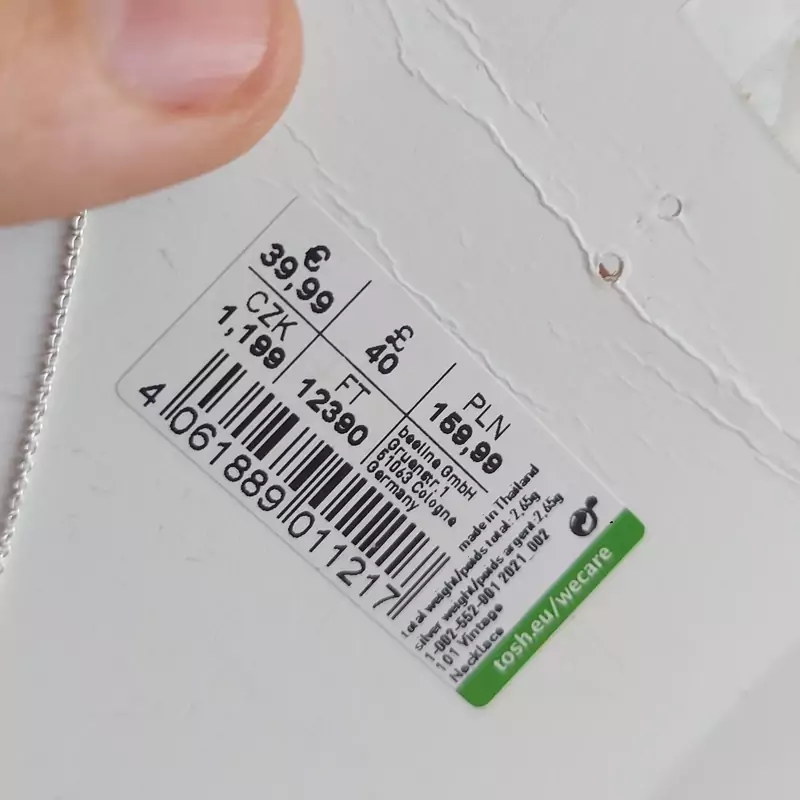 €
39,99
£
40
PLN
159,99
CZK
1,199
FT
12390
beeline GmbH
Gruenstr 1
51063 Cologne
Germany
4 061889 011217
made in Thailand
total weight/poids total: 2,65g
silver weight/poids argent: 2,65g
1-002-552-001 2021_002
101 Vintage
Necklace
tosh.eu/wecare